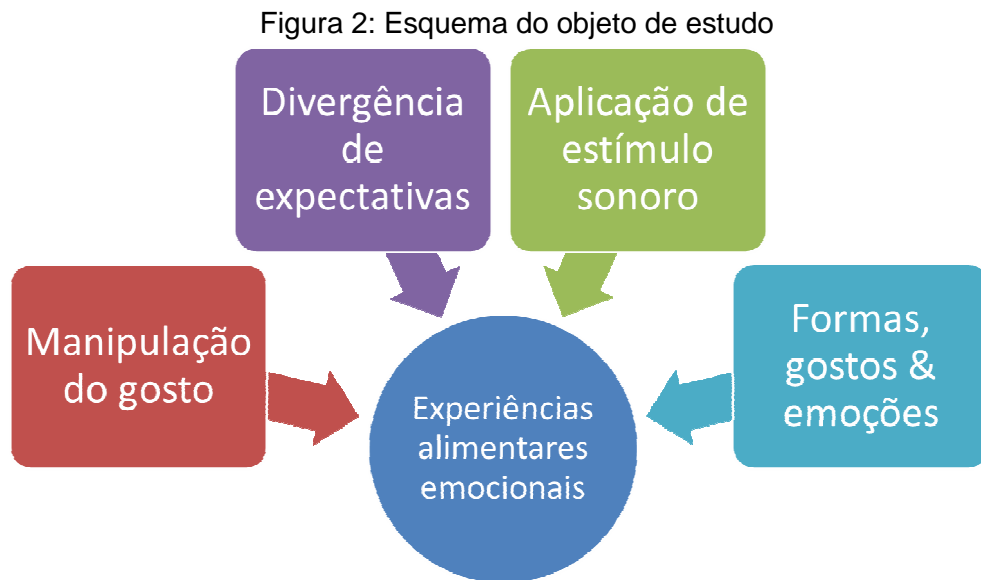 Figura 2: Esquema do objeto de estudo
Divergência
de
expectativas
Aplicação de
estímulo
sonoro
Manipulação
do gosto
Formas,
gostos &
emoções
Experiências
alimentares
emocionais